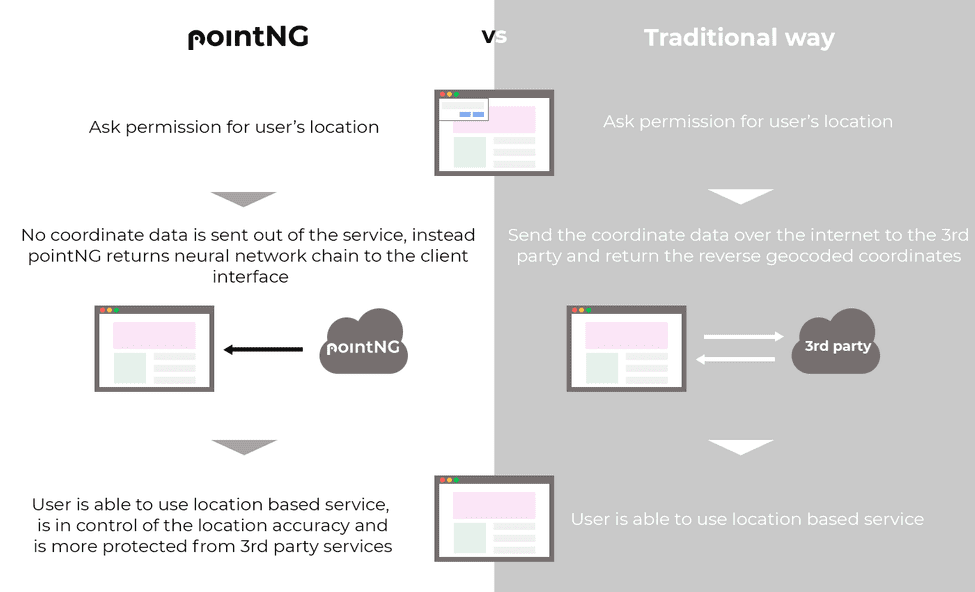 pointNG
vs
Traditional way
Ask permission for user's location
Ask permission for user's location
No coordinate data is sent out of the service, instead
pointNG returns neural network chain to the client
interface
Send the coordinate data over the internet to the 3rd
party and return the reverse geocoded coordinates
pointNG
3rd party
User is able to use location based service,
is in control of the location accuracy and
is more protected from 3rd party services
User is able to use location based service